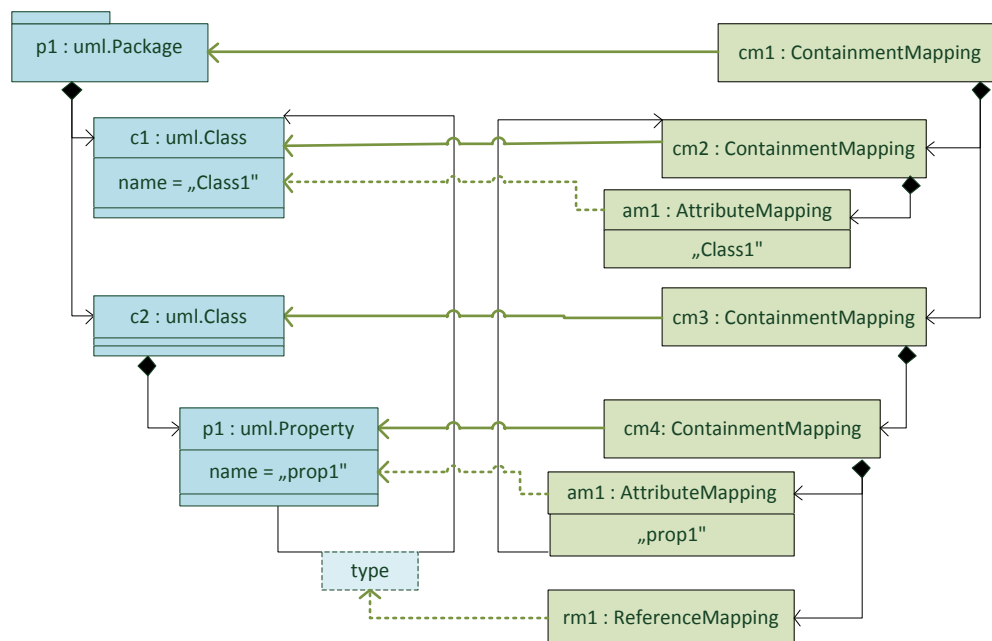 p1 : uml.Package
cm1 : ContainmentMapping
c1 : uml.Class
name = „Class1"
cm2 : ContainmentMapping
am1 : AttributeMapping
„Class1"
c2 : uml.Class
cm3 : ContainmentMapping
p1 : uml.Property
name = „prop1"
cm4: ContainmentMapping
am1 : AttributeMapping
„prop1"
type
rm1 : ReferenceMapping